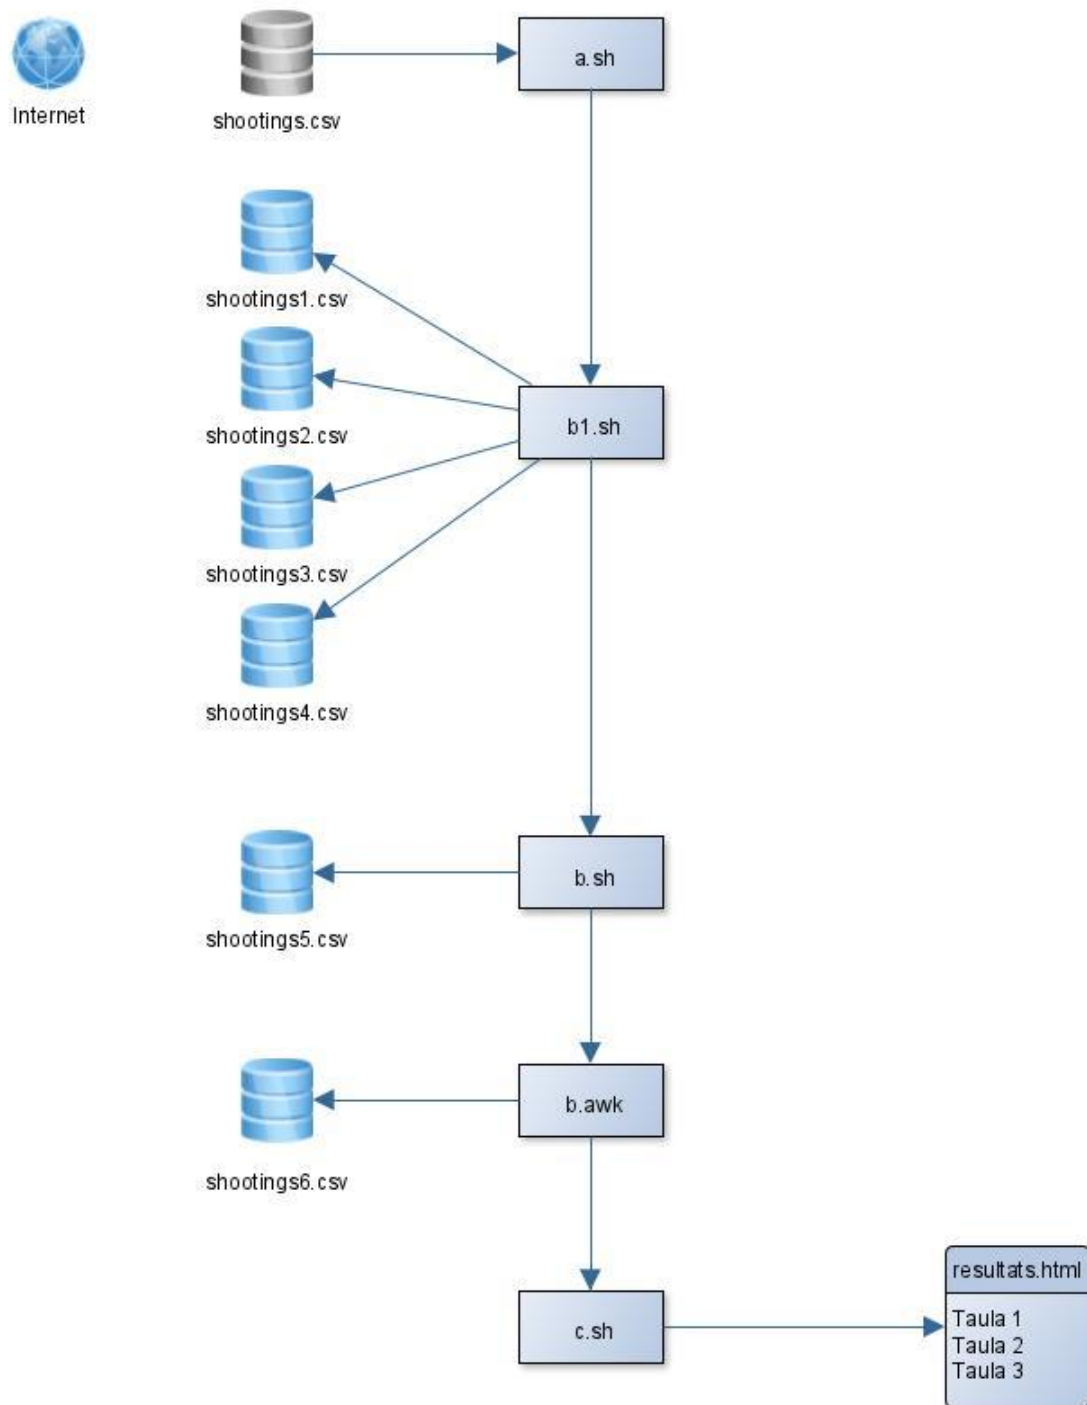 Internet
shootings.csv
a.sh
shootings1.csv
shootings2.csv
b1.sh
shootings3.csv
shootings4.csv
b.sh
shootings5.csv
b.awk
shootings6.csv
c.sh
resultats.html
Taula 1
Taula 2
Taula 3